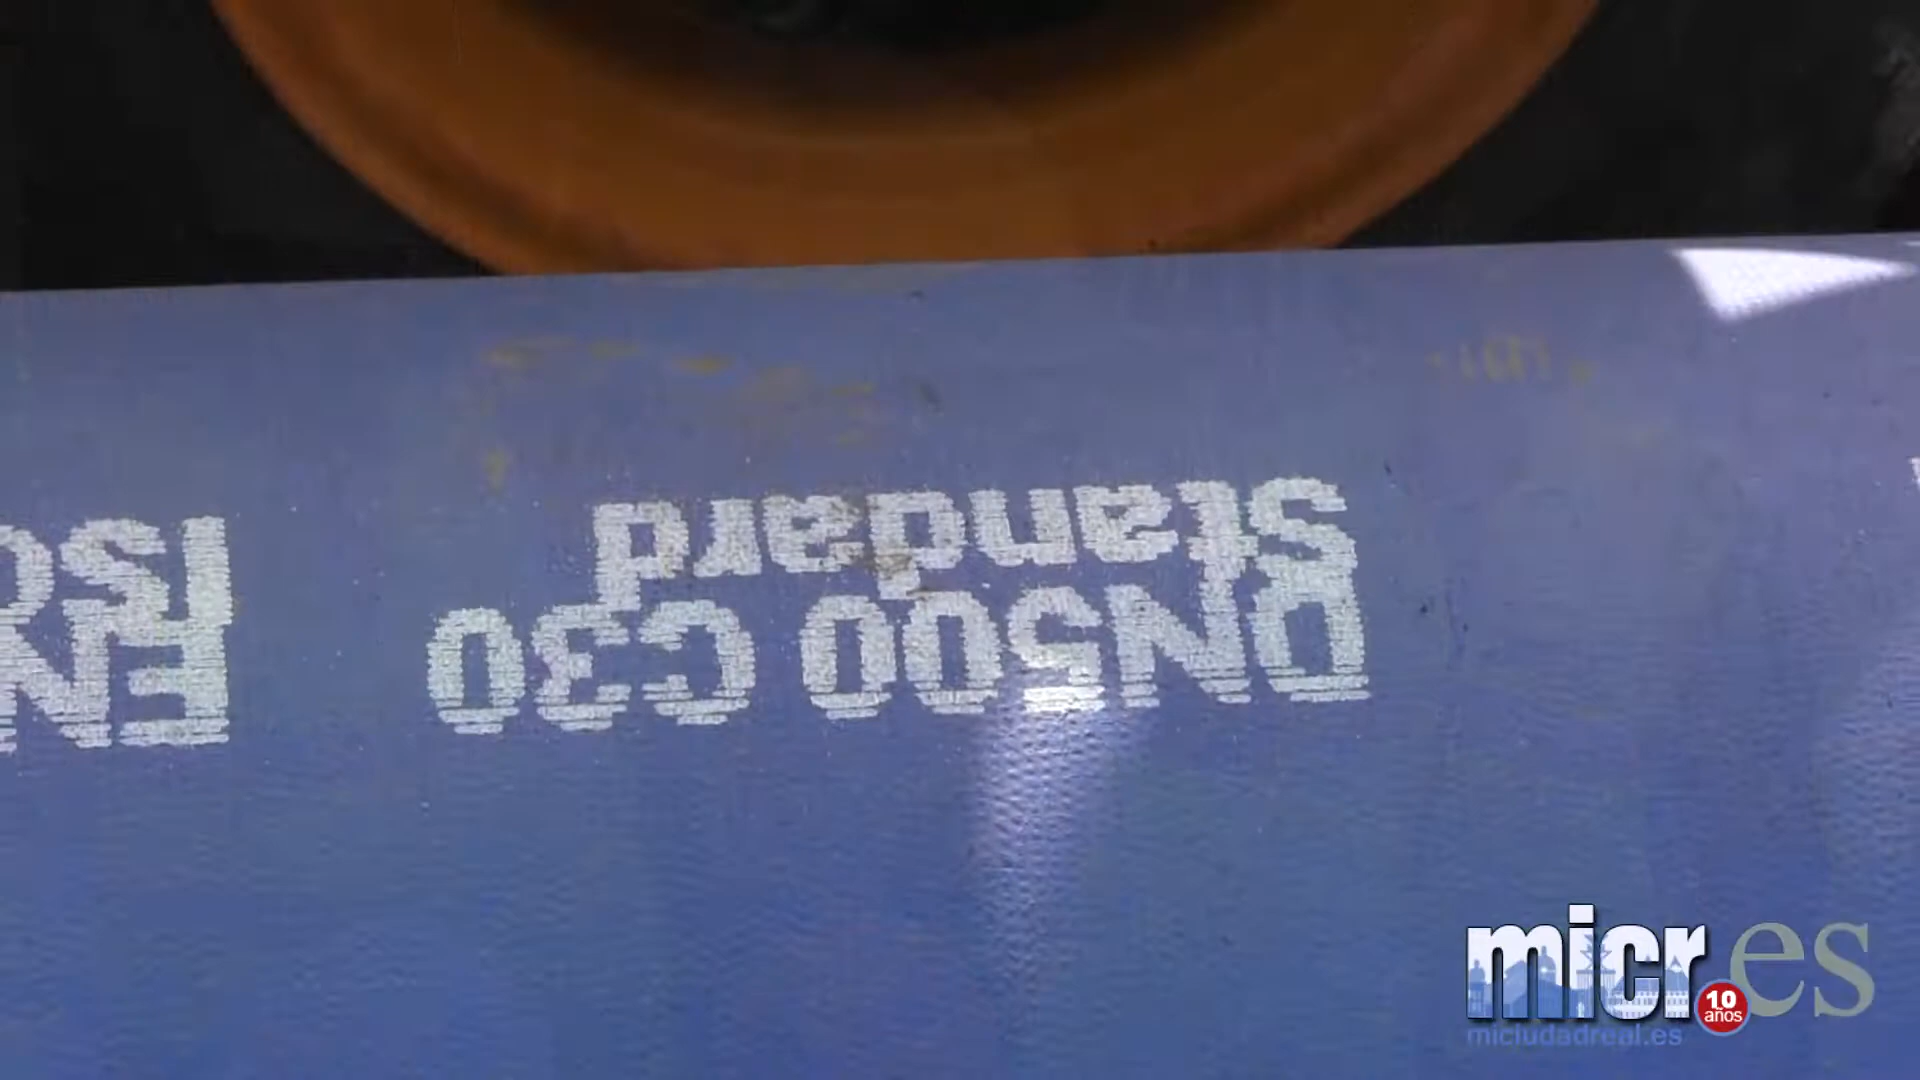 DN500 C30
Standard
EN
ISO
micr.es
10
años
miciudadreal.es